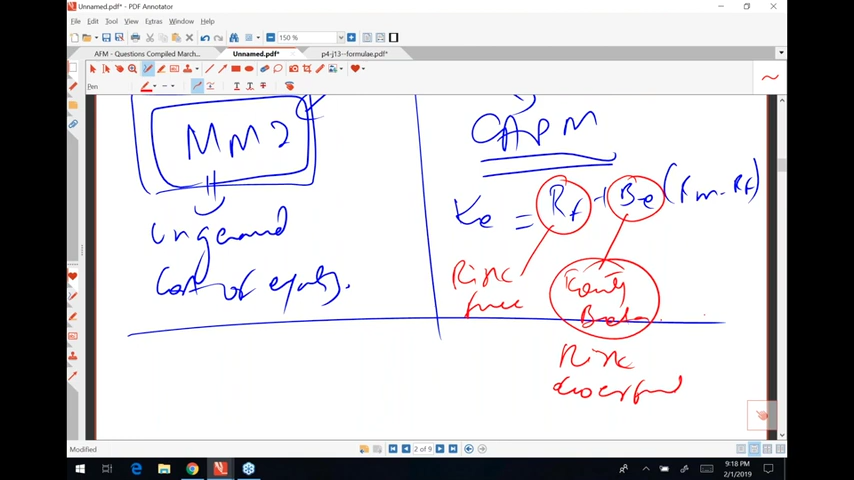 Unnamed.pdf* - PDF Annotator
File Edit Tool View Extras Window Help
150 %
AFM - Questions Compiled March... Unnamed.pdf* p4-j13--formulae.pdf*
Pen
MM2
ungeared
Cost of equity.
CAPM
Ke = Rf + Be (Rm - Rf)
Risk
free
Equity
Beta
Risk
Modified
2 of 9
9:18 PM
2/1/2019